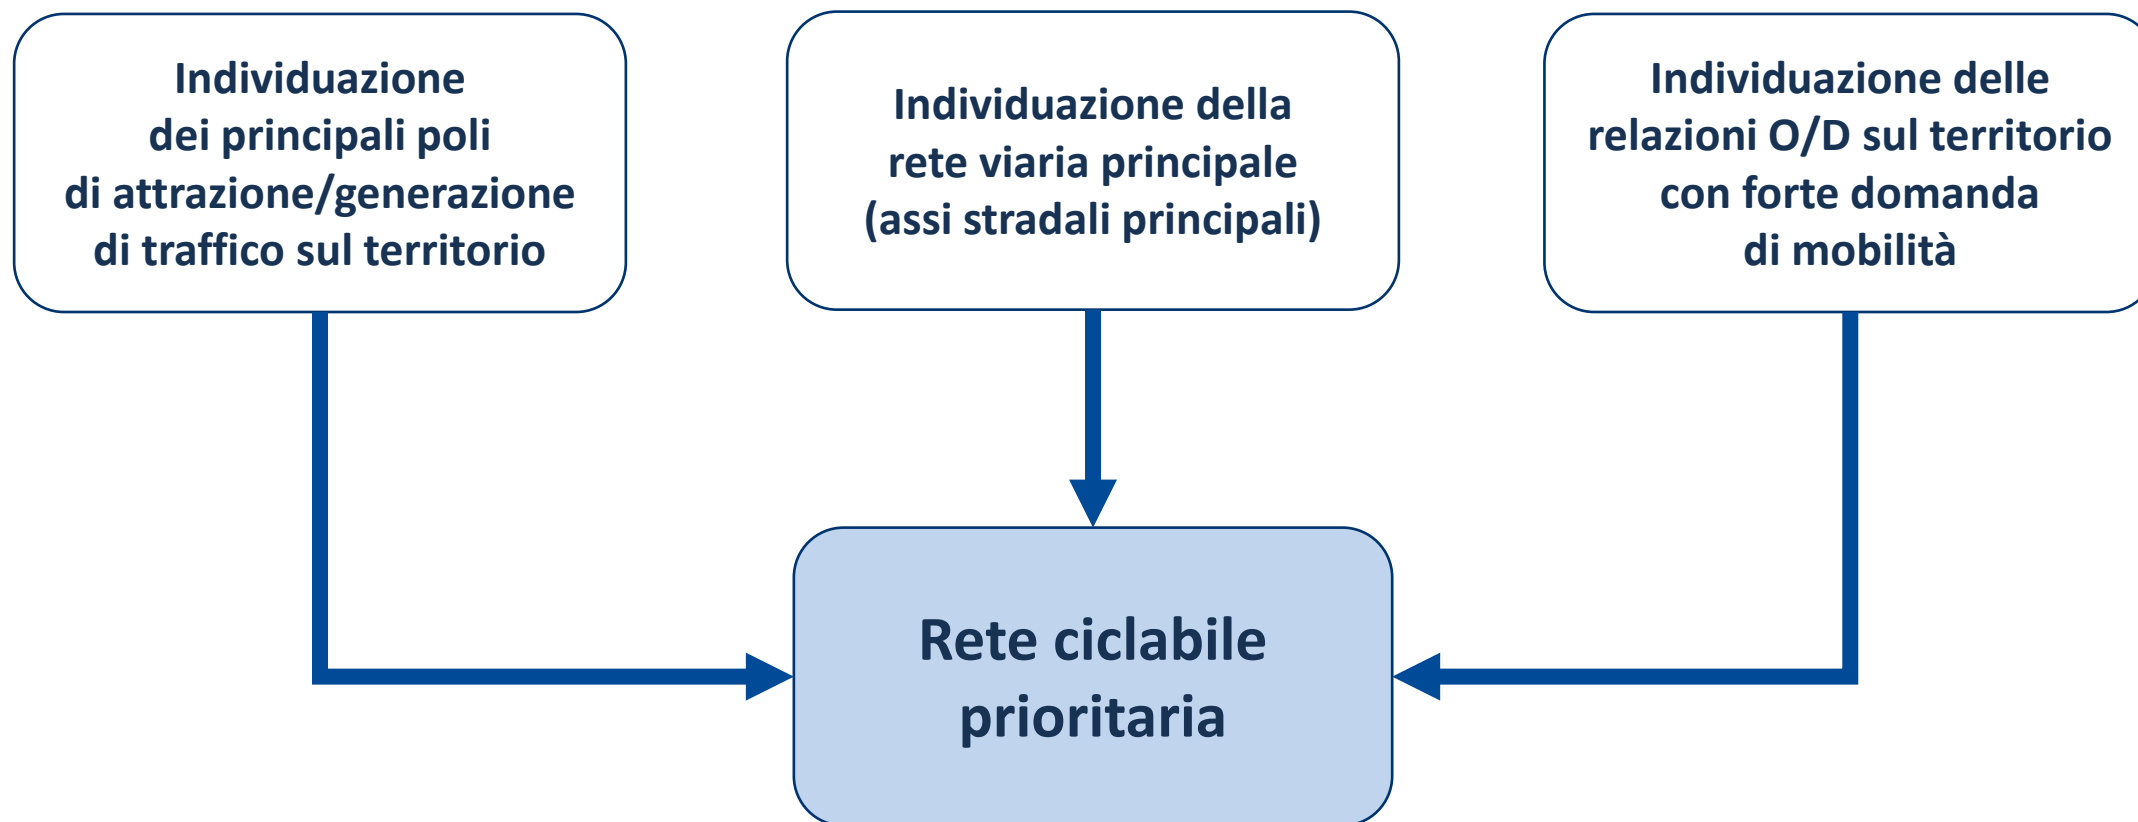 Individuazione
dei principali poli
di attrazione/generazione
di traffico sul territorio
Individuazione della
rete viaria principale
(assi stradali principali)
Individuazione delle
relazioni O/D sul territorio
con forte domanda
di mobilità
Rete ciclabile
prioritaria